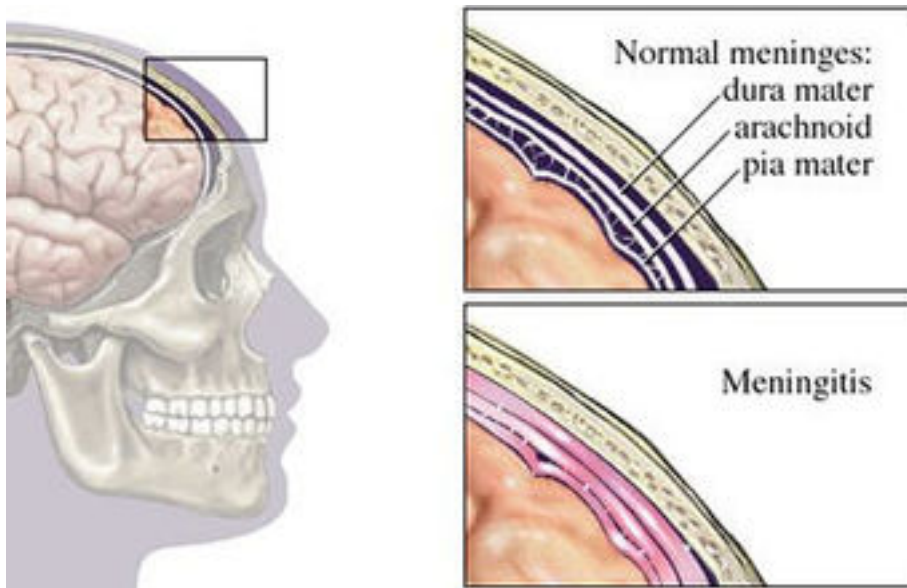 Normal meninges:
dura mater
arachnoid
pia mater
Meningitis